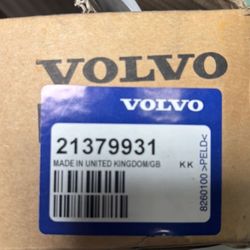 VOLVO
VOLVO
21379931
MADE IN UNITED KINGDOM/GB KK
8260100 >PELD<